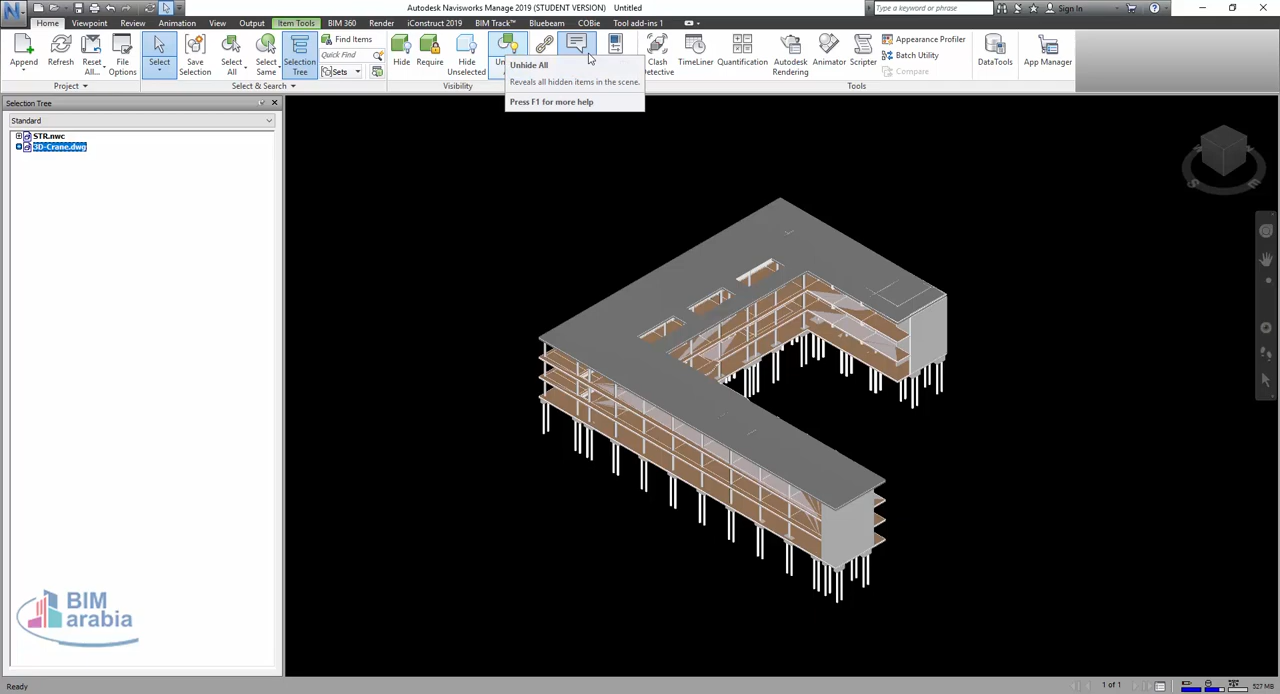 Autodesk Navisworks Manage 2019 (STUDENT VERSION) Untitled
Type a keyword or phrase
Sign In
Home Viewpoint Review Animation View Output Item Tools BIM 360 Render iConstruct 2019 BIM Track™ Bluebeam COBie Tool add-ins 1
Append Refresh Reset All... File Options
Project
Select Save Selection Select All Select Same Selection Tree
Find Items
Quick Find
Sets
Select & Search
Hide Require Hide Unselected
Visibility
Unhide All
Reveals all hidden items in the scene.
Press F1 for more help
Clash Detective TimeLiner Quantification Autodesk Rendering Animator Scripter
Appearance Profiler
Batch Utility
Compare
Tools
DataTools App Manager
Selection Tree
Standard
STR.nwc
3D-Crane.dwg
S E
BIM
arabia
Ready
1 of 1
527 MB